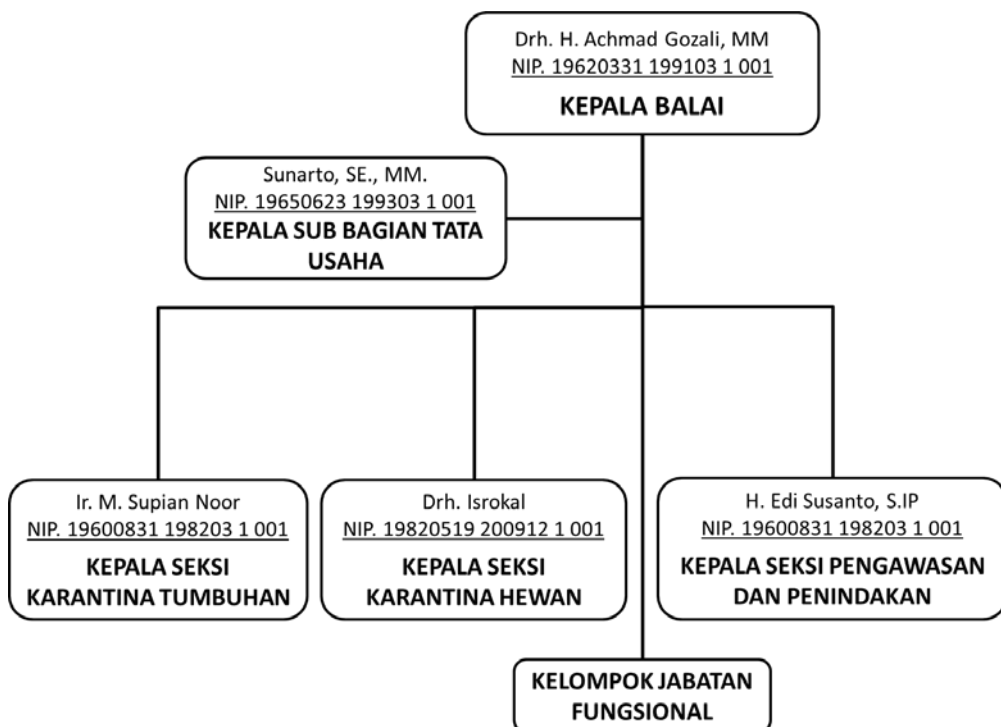 Drh. H. Achmad Gozali, MM
NIP. 19620331 199103 1 001
KEPALA BALAI
Sunarto, SE., MM.
NIP. 19650623 199303 1 001
KEPALA SUB BAGIAN TATA
USAHA
Ir. M. Supian Noor
NIP. 19600831 198203 1 001
KEPALA SEKSI
KARANTINA TUMBUHAN
Drh. Isrokal
NIP. 19820519 200912 1 001
KEPALA SEKSI
KARANTINA HEWAN
H. Edi Susanto, S.IP
NIP. 19600831 198203 1 001
KEPALA SEKSI PENGAWASAN
DAN PENINDAKAN
KELOMPOK JABATAN
FUNGSIONAL